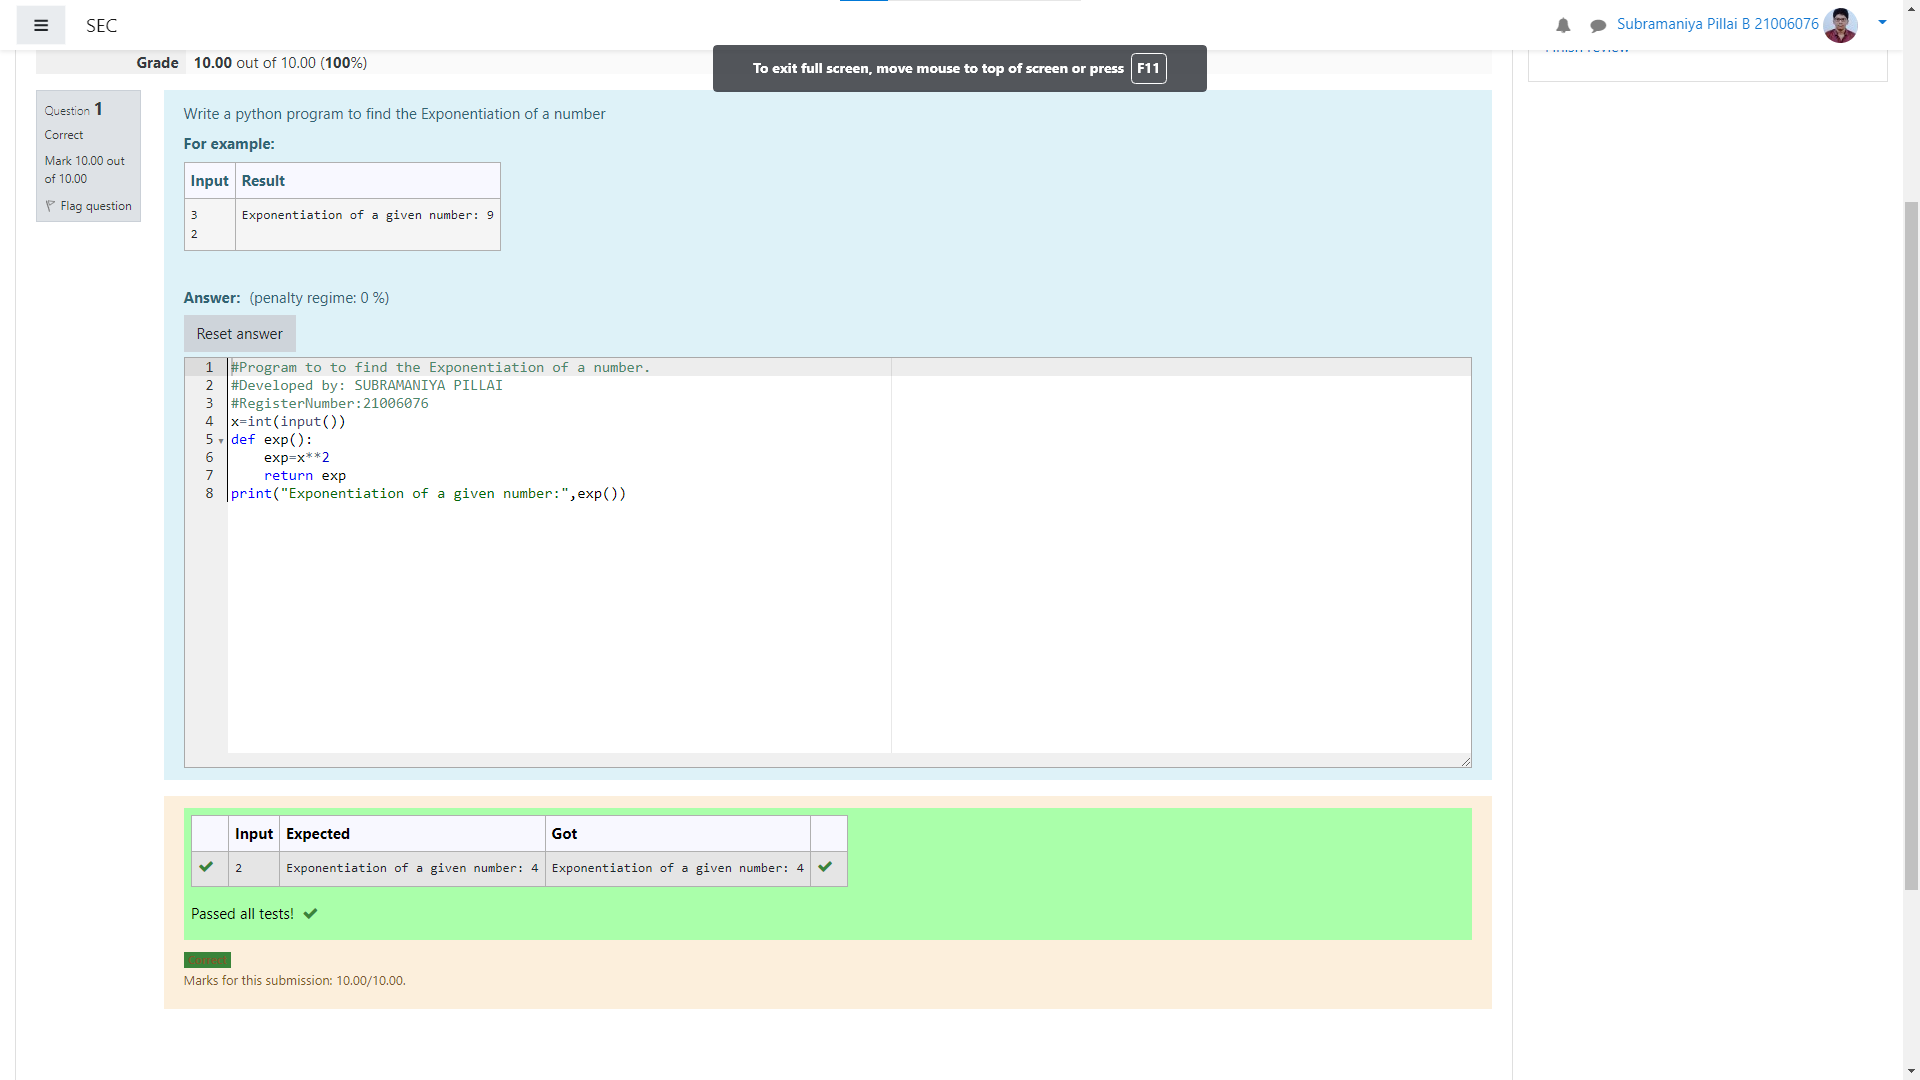 SEC
Subramaniya Pillai B 21006076
Finish review
Grade 10.00 out of 10.00 (100%)
To exit full screen, move mouse to top of screen or press F11
Question 1
Correct
Mark 10.00 out
of 10.00
Flag question
Write a python program to find the Exponentiation of a number
For example:
Input Result
3 Exponentiation of a given number: 9
2
Answer: (penalty regime: 0 %)
Reset answer
1 #Program to to find the Exponentiation of a number.
2 #Developed by: SUBRAMANIYA PILLAI
3 #RegisterNumber:21006076
4 x=int(input())
5 def exp():
6     exp=x**2
7     return exp
8 print("Exponentiation of a given number:",exp())
Input Expected Got
2 Exponentiation of a given number: 4 Exponentiation of a given number: 4
Passed all tests!
Correct
Marks for this submission: 10.00/10.00.